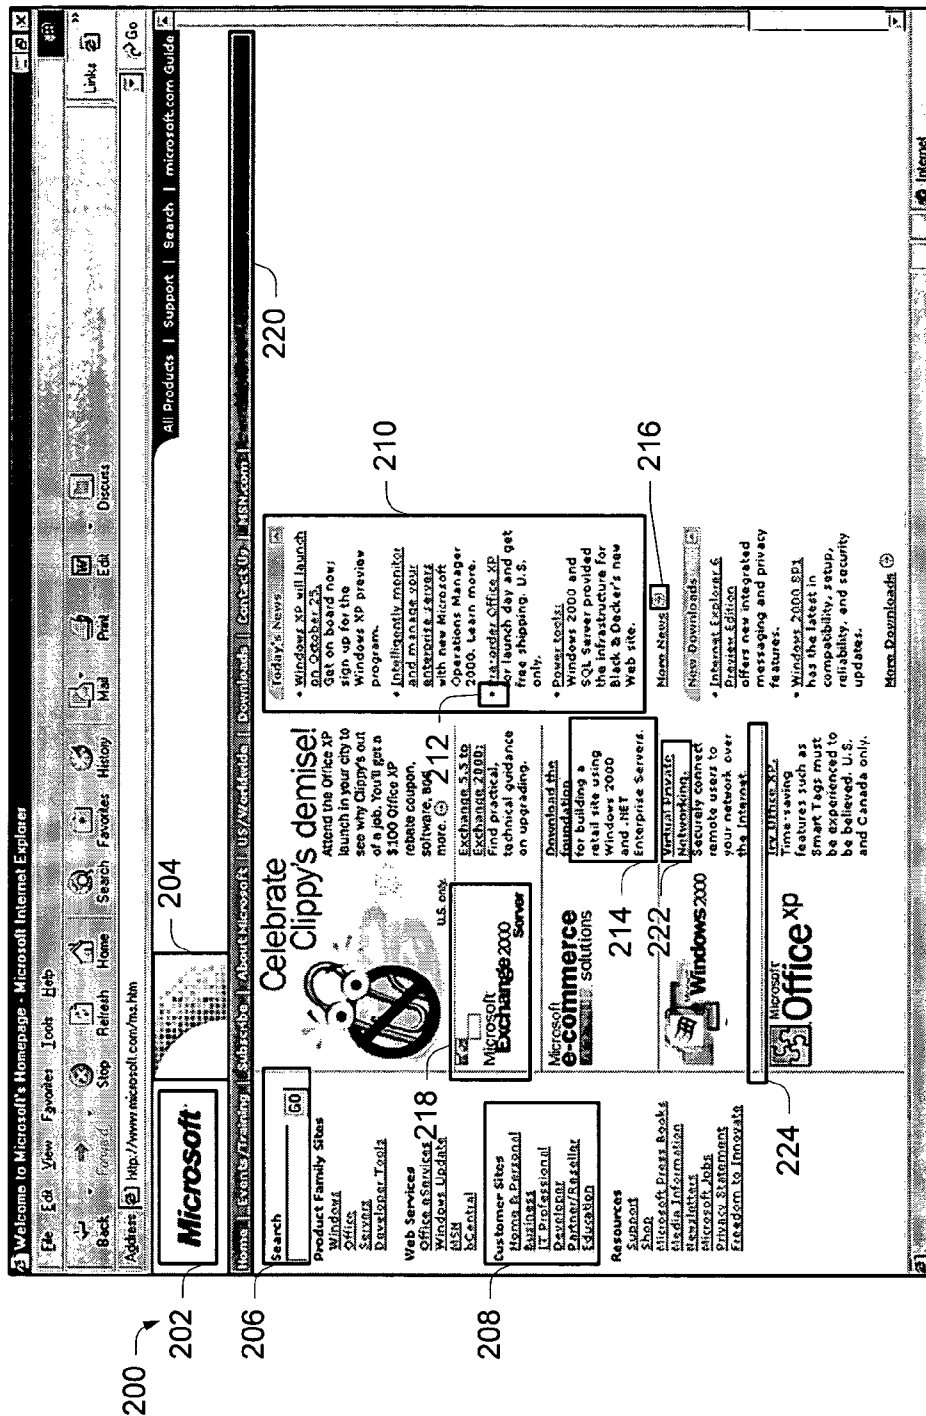 Welcome to Microsoft's Homepage - Microsoft Internet Explorer
File Edit View Favorites Tools Help
Back Forward Stop Refresh Home Search Favorites History Mail Print Edit Discuss
Links »
Address http://www.microsoft.com/ms.htm
Go
200
202
Microsoft
204
All Products | Support | Search | microsoft.com Guide
Home | Events/Training | Subscribe | About Microsoft | US/Worldwide | Downloads | Contact Us | MSN.com |
220
206
Search
GO
Product Family Sites
Windows
Office
Servers
Developer Tools
Web Services
Office eServices
Windows Update
MSN
bCentral
208
Customer Sites
Home & Personal
Business
IT Professional
Developer
Partner/Reseller
Education
Resources
Support
Shop
Microsoft Press Books
Media Information
Newsletters
Microsoft Jobs
Privacy Statement
Freedom to Innovate
Celebrate
Clippy's demise!
Attend the Office XP
launch in your city to
see why Clippy's out
of a job. You'll get a
$100 Office XP
rebate coupon,
software, and
more.
U.S. only.
218
Microsoft
Exchange 2000
Server
Exchange 5.5 to
Exchange 2000:
Find practical,
technical guidance
on upgrading.
Microsoft
e-commerce
solutions
214
Download the
foundation
for building a
retail site using
Windows 2000
and .NET
Enterprise Servers.
222
Windows 2000
Virtual Private
Networking.
Securely connect
remote users to
your network over
the Internet.
224
Microsoft
Office xp
Try Office XP.
Time-saving
features such as
Smart Tags must
be experienced to
be believed. U.S.
and Canada only.
210
Today's News
• Windows XP will launch
on October 25.
Get on board now;
sign up for the
Windows XP preview
program.
• Intelligently monitor
and manage your
enterprise servers
with new Microsoft
Operations Manager
2000. Learn more.
212
• Pre-order Office XP
for launch day and get
free shipping. U.S.
only.
• Power tools:
Windows 2000 and
SQL Server provided
the infrastructure for
Black & Decker's new
Web site.
More News
216
New Downloads
• Internet Explorer 6
Preview Edition
offers new integrated
messaging and privacy
features.
• Windows 2000 SP1
has the latest in
compatibility, setup,
reliability, and security
updates.
More Downloads
Internet